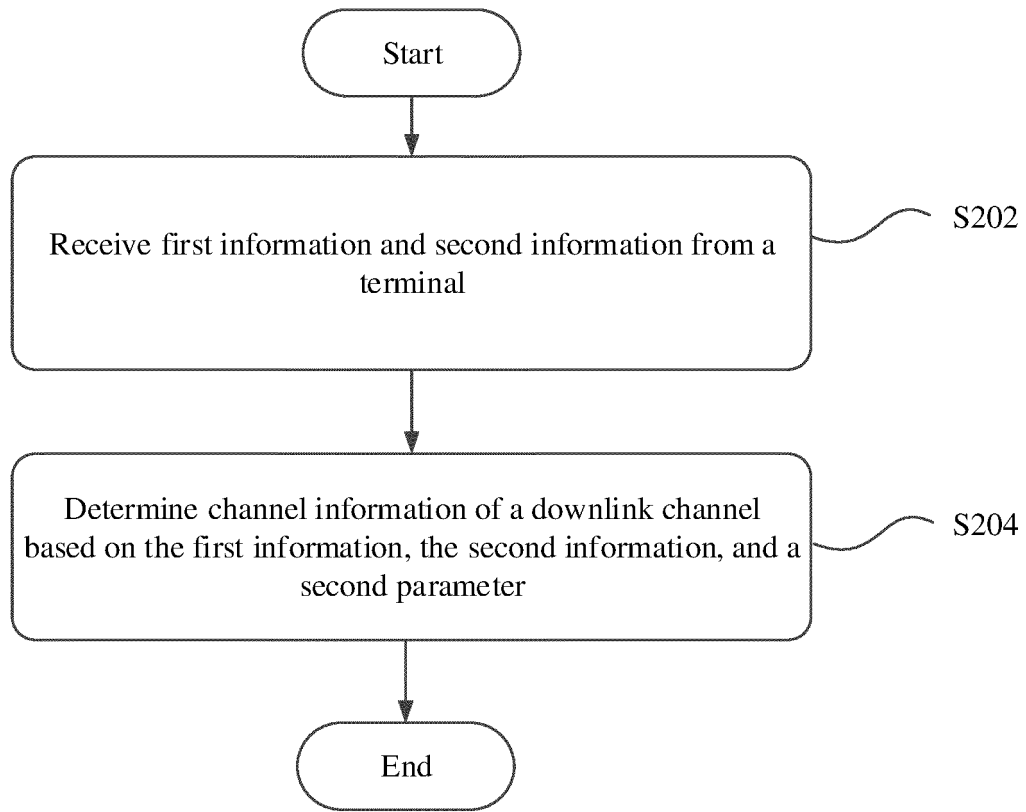 Start
Receive first information and second information from a
terminal
S202
Determine channel information of a downlink channel
based on the first information, the second information, and a
second parameter
S204
End